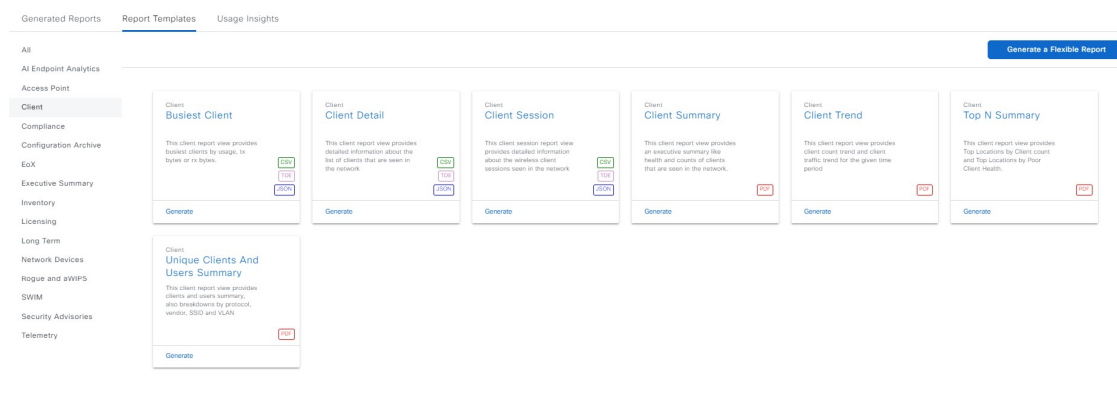 Generated Reports
Report Templates
Usage Insights
All
AI Endpoint Analytics
Access Point
Client
Compliance
Configuration Archive
EoX
Executive Summary
Inventory
Licensing
Long Term
Network Devices
Rogue and aWIPS
SWIM
Security Advisories
Telemetry
Generate a Flexible Report
Client
Busiest Client
This client report view provides
busiest clients by usage, tx
bytes or rx bytes.
CSV
TDE
JSON
Generate
Client
Client Detail
This client report view provides
detailed information about the
list of clients that are seen in
the network
CSV
TDE
JSON
Generate
Client
Client Session
This client session report view
provides detailed information
about the wireless client
sessions seen in the network
CSV
TDE
JSON
Generate
Client
Client Summary
This client report view provides
an executive summary like
health and counts of clients
that are seen in the network.
PDF
Generate
Client
Client Trend
This client report view provides
client count trend and client
traffic trend for the given time
period
PDF
Generate
Client
Top N Summary
This client report view provides
Top Locations by Client count
and Top Locations by Poor
Client Health.
PDF
Generate
Client
Unique Clients And
Users Summary
This client report view provides
clients and users summary,
also breakdowns by protocol,
vendor, SSID and VLAN
PDF
Generate